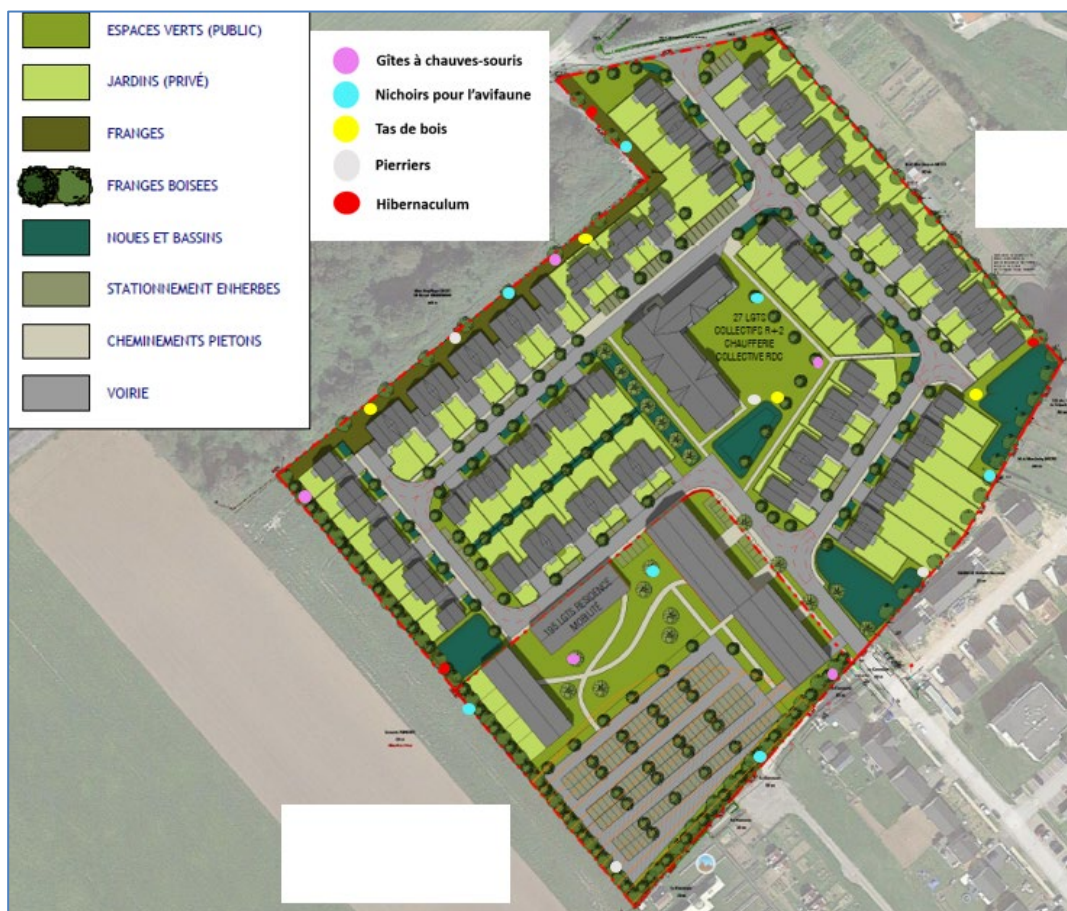 ESPACES VERTS (PUBLIC)
JARDINS (PRIVÉ)
FRANGES
FRANGES BOISEES
NOUES ET BASSINS
STATIONNEMENT ENHERBES
CHEMINEMENTS PIETONS
VOIRIE
Gîtes à chauves-souris
Nichoirs pour l'avifaune
Tas de bois
Pierriers
Hibernaculum
27 LGTS
COLLECTIFS R+2
CHAUFFERIE
COLLECTIVE RDC
195 LGTS RESIDENCE
MOBILITE